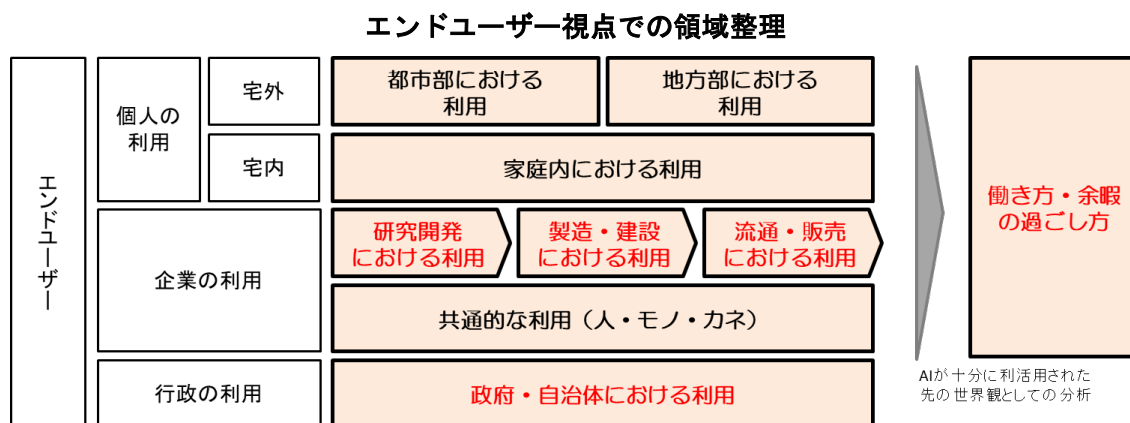 エンドユーザー視点での領域整理
エンドユーザー
個人の
利用
宅外
都市部における
利用
地方部における
利用
宅内
家庭内における利用
企業の利用
研究開発
における利用
製造・建設
における利用
流通・販売
における利用
共通的な利用（人・モノ・カネ）
行政の利用
政府・自治体における利用
働き方・余暇
の過ごし方
AIが十分に利活用された
先の世界観としての分析